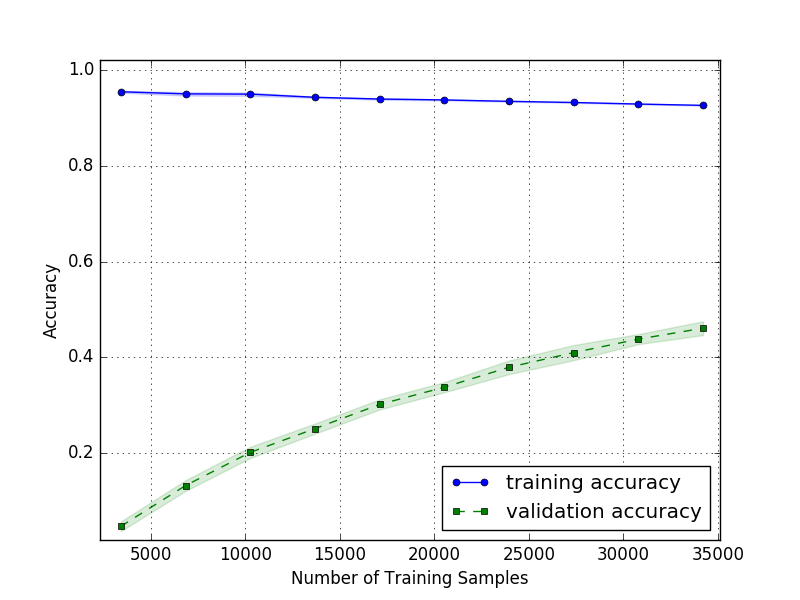 1.0
0.8
0.6
0.4
0.2
Accuracy
training accuracy
validation accuracy
5000 10000 15000 20000 25000 30000 35000
Number of Training Samples